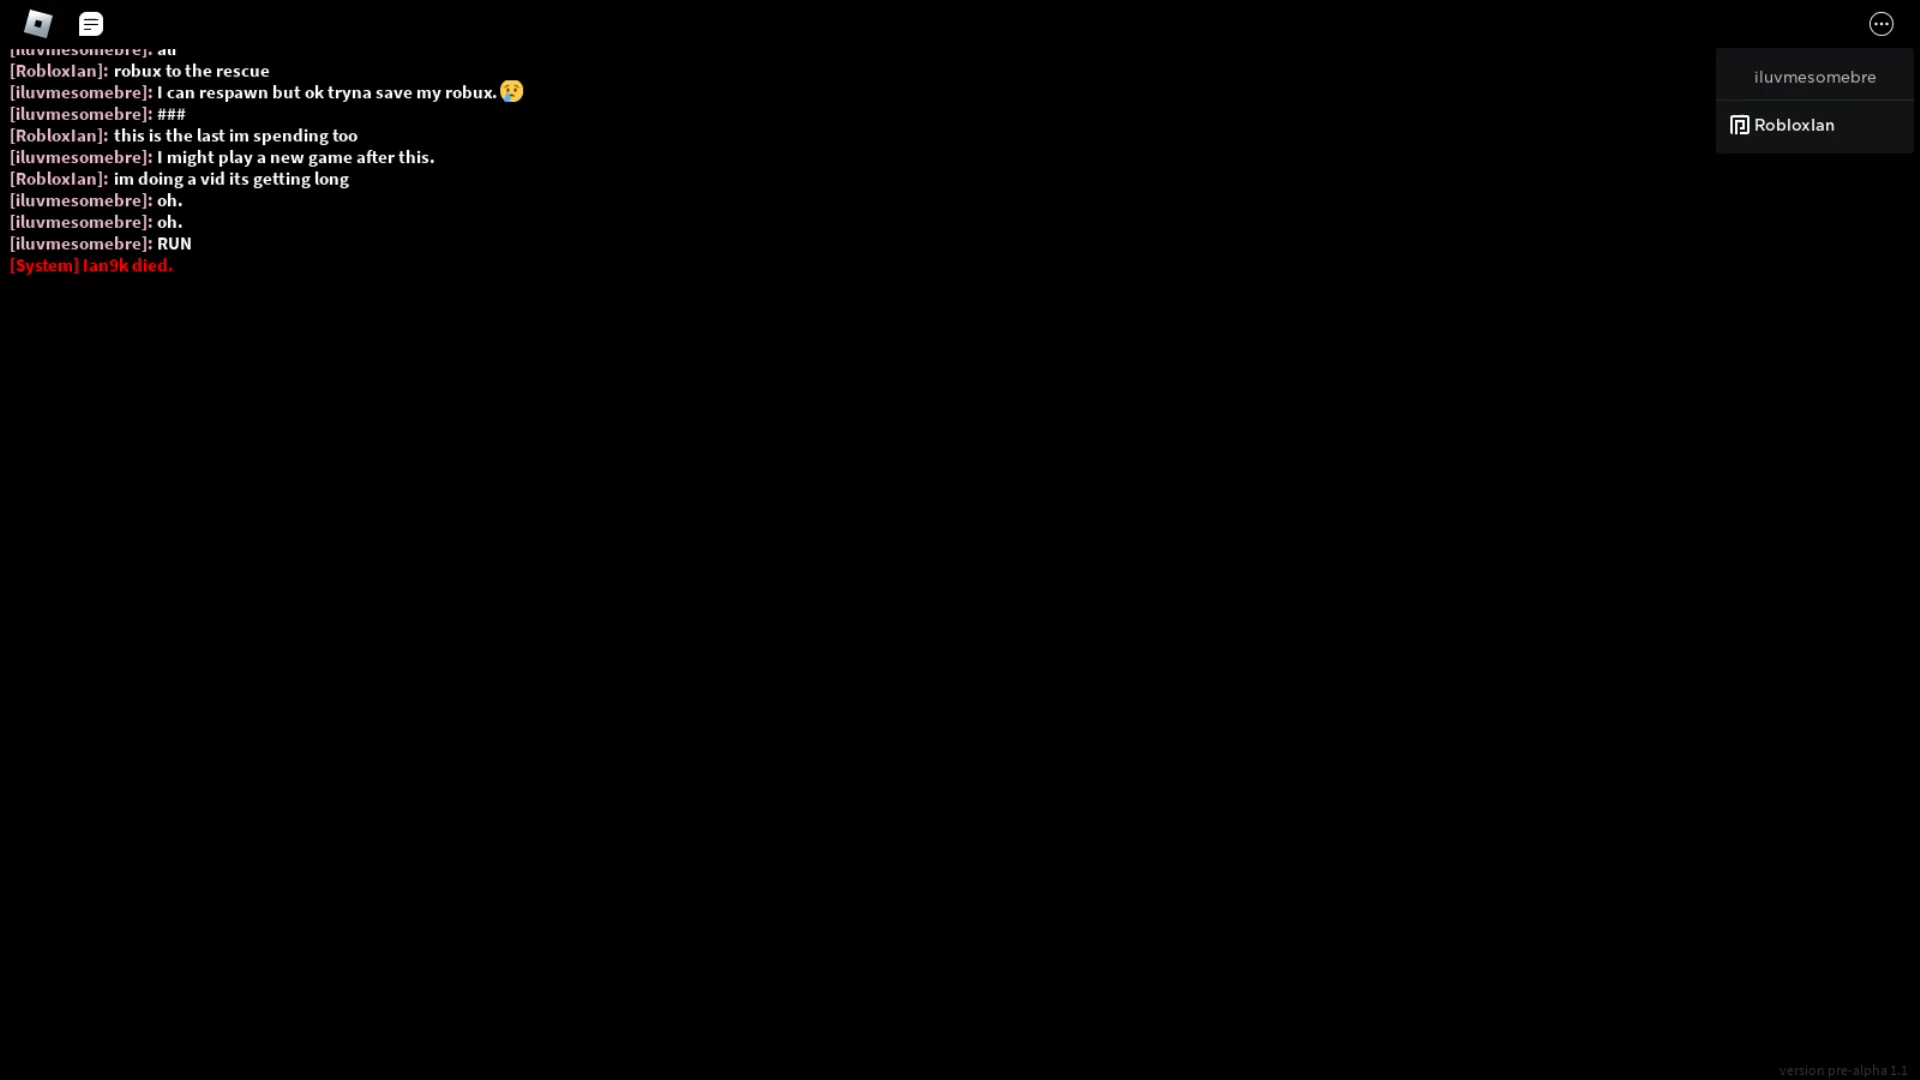 [iluvmesomebre]: all
[RobloxIan]: robux to the rescue
[iluvmesomebre]: I can respawn but ok tryna save my robux.😢
[iluvmesomebre]: ###
[RobloxIan]: this is the last im spending too
[iluvmesomebre]: I might play a new game after this.
[RobloxIan]: im doing a vid its getting long
[iluvmesomebre]: oh.
[iluvmesomebre]: oh.
[iluvmesomebre]: RUN
[System] Ian9k died.
iluvmesomebre
RobloxIan
version pre-alpha 1.1